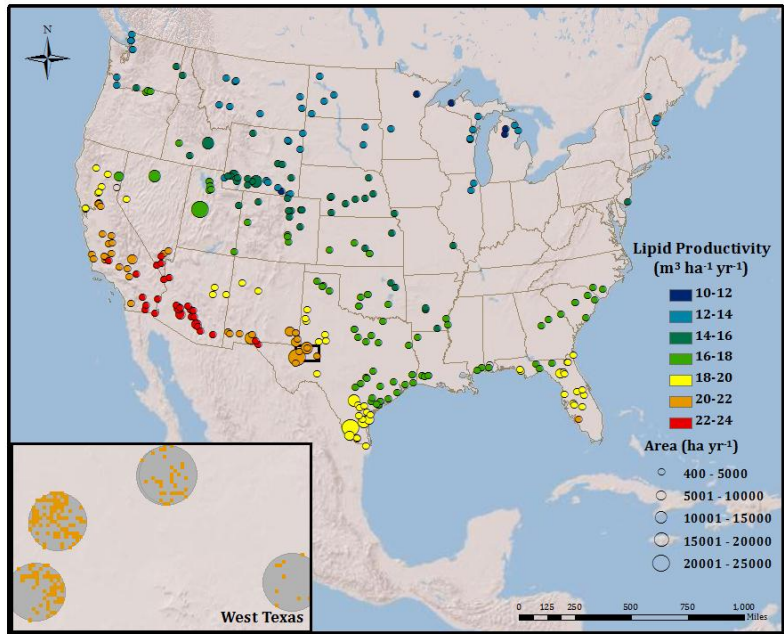 N
Lipid Productivity
(m³ ha⁻¹ yr⁻¹)
10-12
12-14
14-16
16-18
18-20
20-22
22-24
Area (ha yr⁻¹)
400 - 5000
5001 - 10000
10001 - 15000
15001 - 20000
20001 - 25000
West Texas
0 125 250 500 750 1,000
Miles